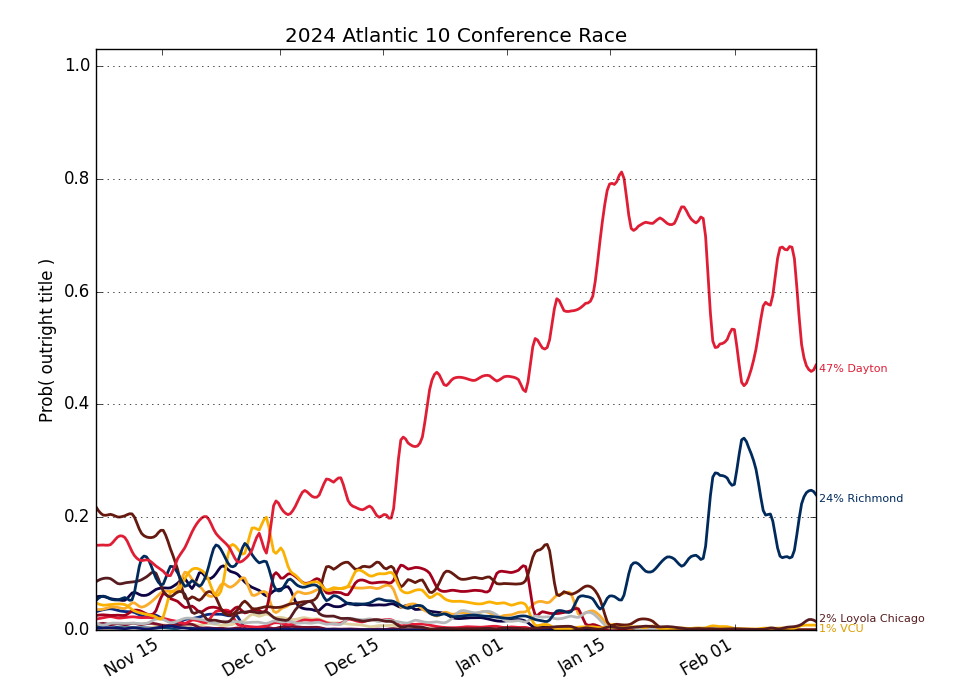 2024 Atlantic 10 Conference Race
Prob( outright title )
1.0
0.8
0.6
0.4
0.2
0.0
47% Dayton
24% Richmond
2% Loyola Chicago
1% VCU
Nov 15
Dec 01
Dec 15
Jan 01
Jan 15
Feb 01